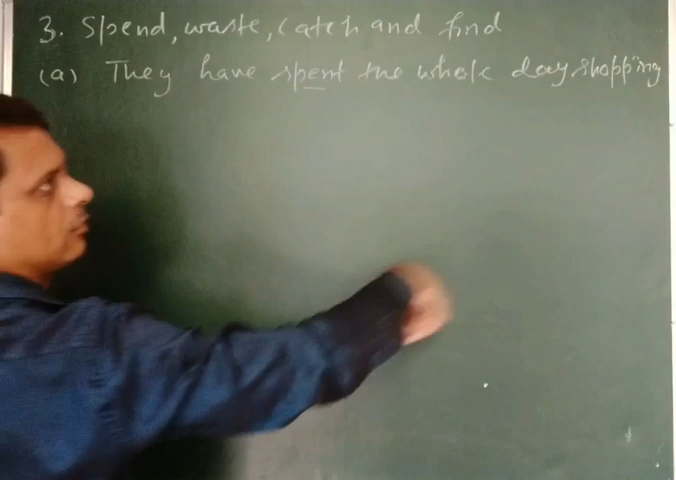 3. Spend, waste, catch and find
(a) They have spent the whole day shopping